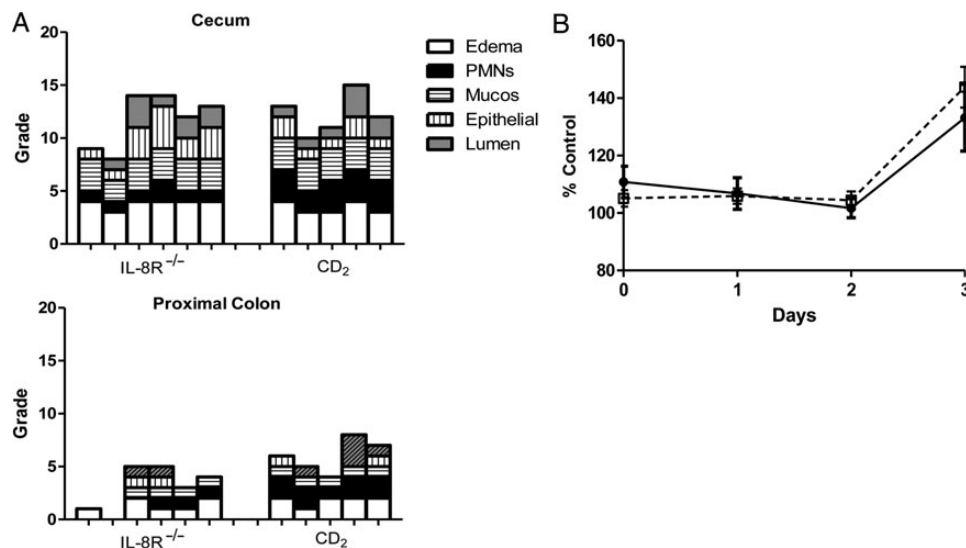 A
Cecum
20
15
10
5
0
Grade
IL-8R−/−
CD2
Edema
PMNs
Mucos
Epithelial
Lumen
Proximal Colon
20
15
10
5
0
Grade
IL-8R−/−
CD2
B
160
140
120
100
80
% Control
0 1 2 3
Days